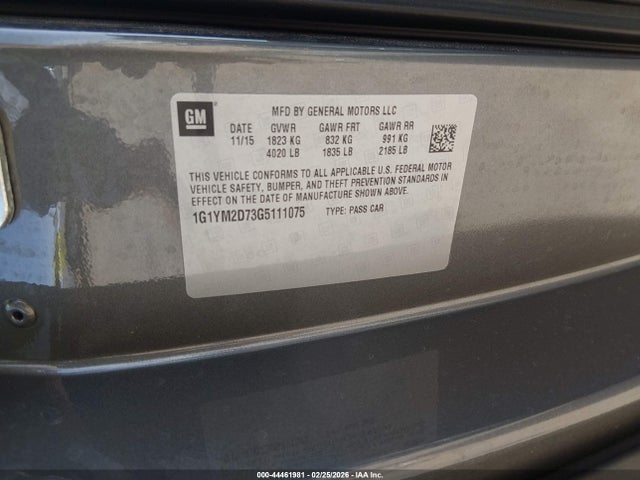 GM
MFD BY GENERAL MOTORS LLC
DATE GVWR GAWR FRT GAWR RR
11/15 1823 KG 832 KG 991 KG
4020 LB 1835 LB 2185 LB
THIS VEHICLE CONFORMS TO ALL APPLICABLE U.S. FEDERAL MOTOR
VEHICLE SAFETY, BUMPER, AND THEFT PREVENTION STANDARDS IN
EFFECT ON THE DATE OF MANUFACTURE SHOWN ABOVE.
1G1YM2D73G5111075 TYPE: PASS CAR
000-44461981 - 02/25/2026 - IAA Inc.